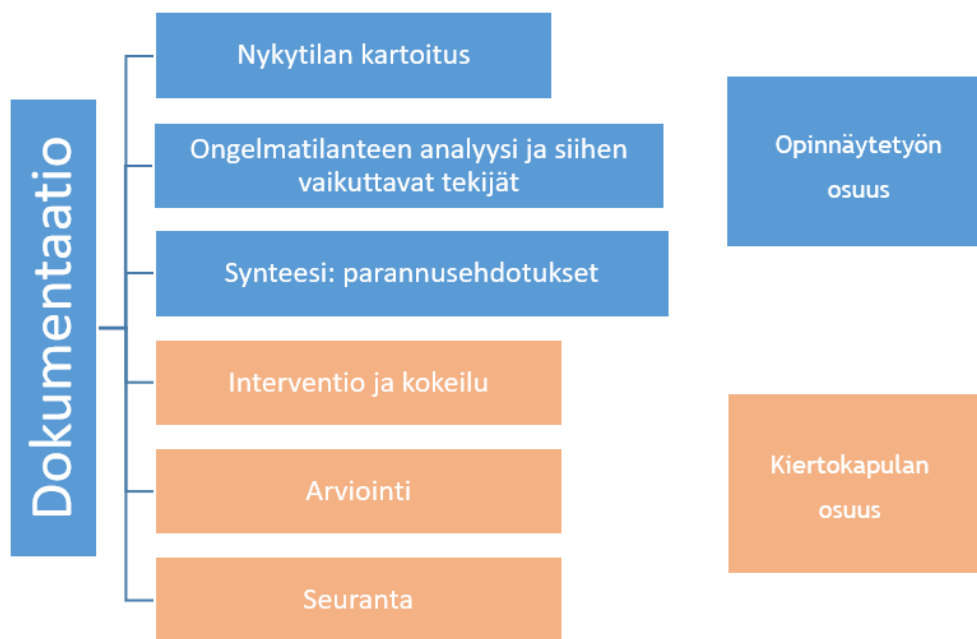 Dokumentaatio
Nykytilan kartoitus
Ongelmatilanteen analyysi ja siihen
vaikuttavat tekijät
Synteesi: parannusehdotukset
Interventio ja kokeilu
Arviointi
Seuranta
Opinnäytetyön
osuus
Kiertokapulan
osuus